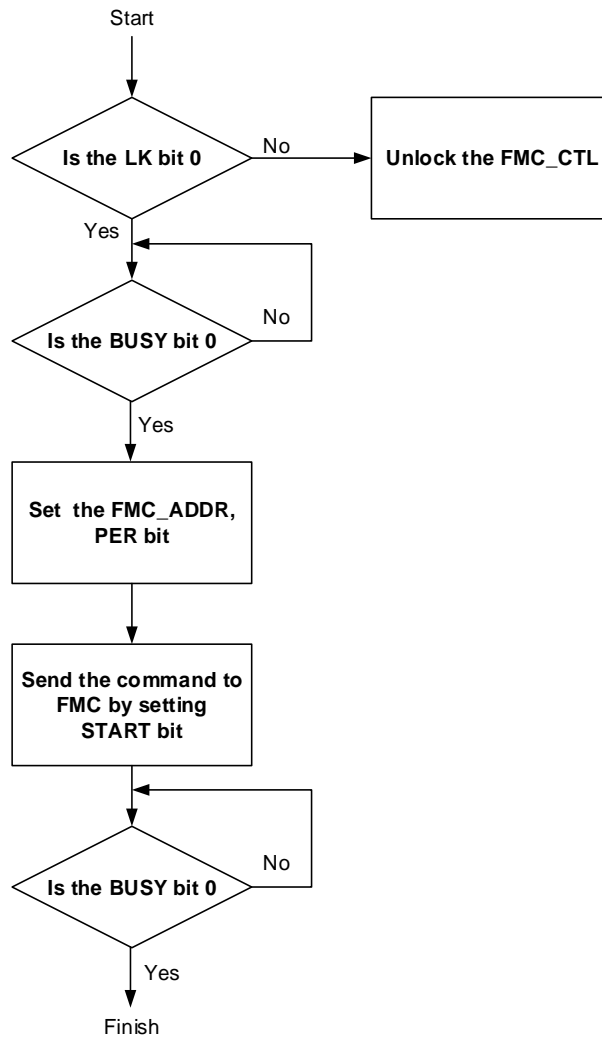 Start
Is the LK bit 0
No
Unlock the FMC_CTL
Yes
Is the BUSY bit 0
No
Yes
Set the FMC_ADDR,
PER bit
Send the command to
FMC by setting
START bit
Is the BUSY bit 0
No
Yes
Finish